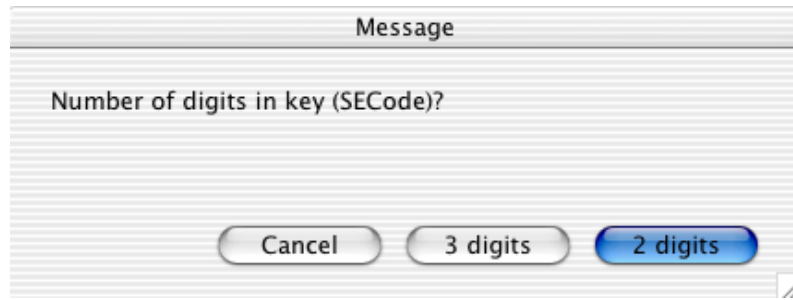 Message
Number of digits in key (SECode)?
Cancel 3 digits 2 digits